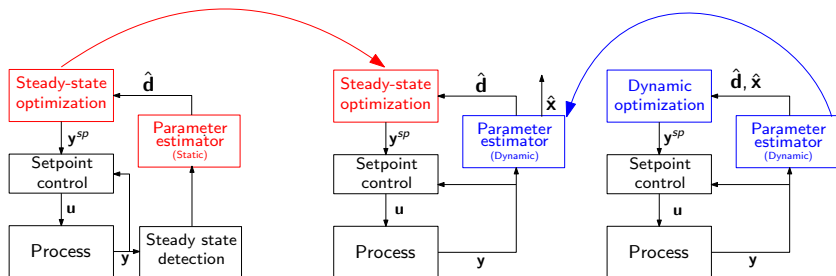 Steady-state
optimization
d̂
y^sp
Parameter
estimator
(Static)
Setpoint
control
u
Process
y
Steady state
detection
Steady-state
optimization
d̂
x̂
y^sp
Parameter
estimator
(Dynamic)
Setpoint
control
u
Process
y
Dynamic
optimization
d̂, x̂
y^sp
Parameter
estimator
(Dynamic)
Setpoint
control
u
Process
y